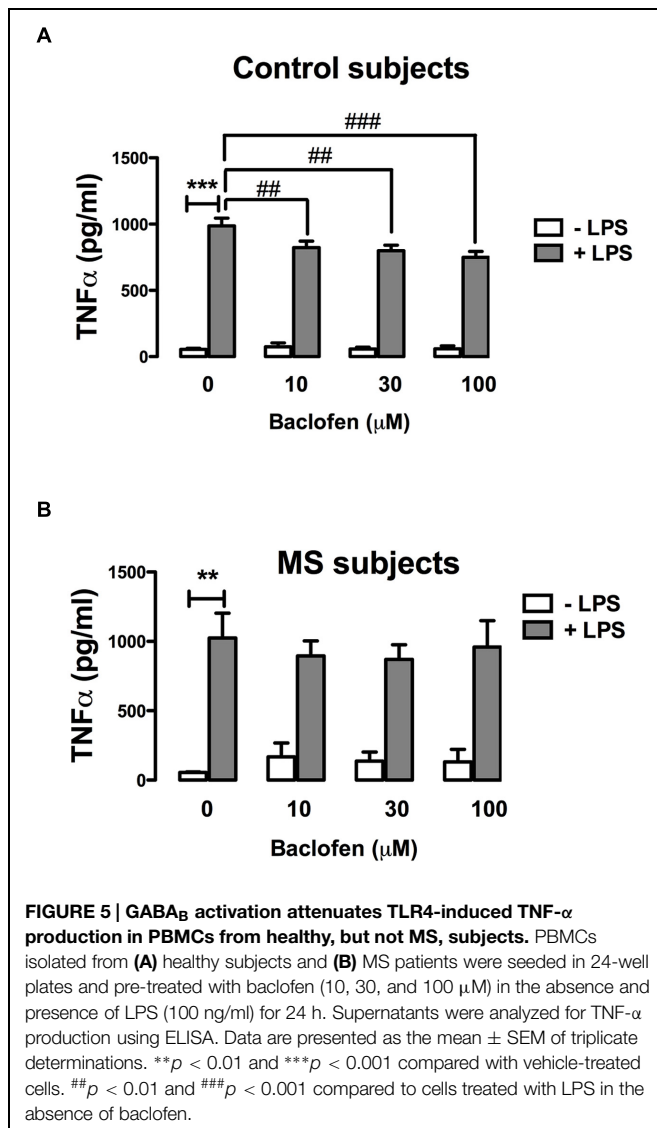 A
Control subjects
###
##
##
***
1500
1000
500
0
TNFα (pg/ml)
- LPS
+ LPS
0 10 30 100
Baclofen (μM)
B
MS subjects
**
1500
1000
500
0
TNFα (pg/ml)
- LPS
+ LPS
0 10 30 100
Baclofen (μM)
FIGURE 5 | GABAB activation attenuates TLR4-induced TNF-α
production in PBMCs from healthy, but not MS, subjects. PBMCs
isolated from (A) healthy subjects and (B) MS patients were seeded in 24-well
plates and pre-treated with baclofen (10, 30, and 100 μM) in the absence and
presence of LPS (100 ng/ml) for 24 h. Supernatants were analyzed for TNF-α
production using ELISA. Data are presented as the mean ± SEM of triplicate
determinations. **p < 0.01 and ***p < 0.001 compared with vehicle-treated
cells. ##p < 0.01 and ###p < 0.001 compared to cells treated with LPS in the
absence of baclofen.